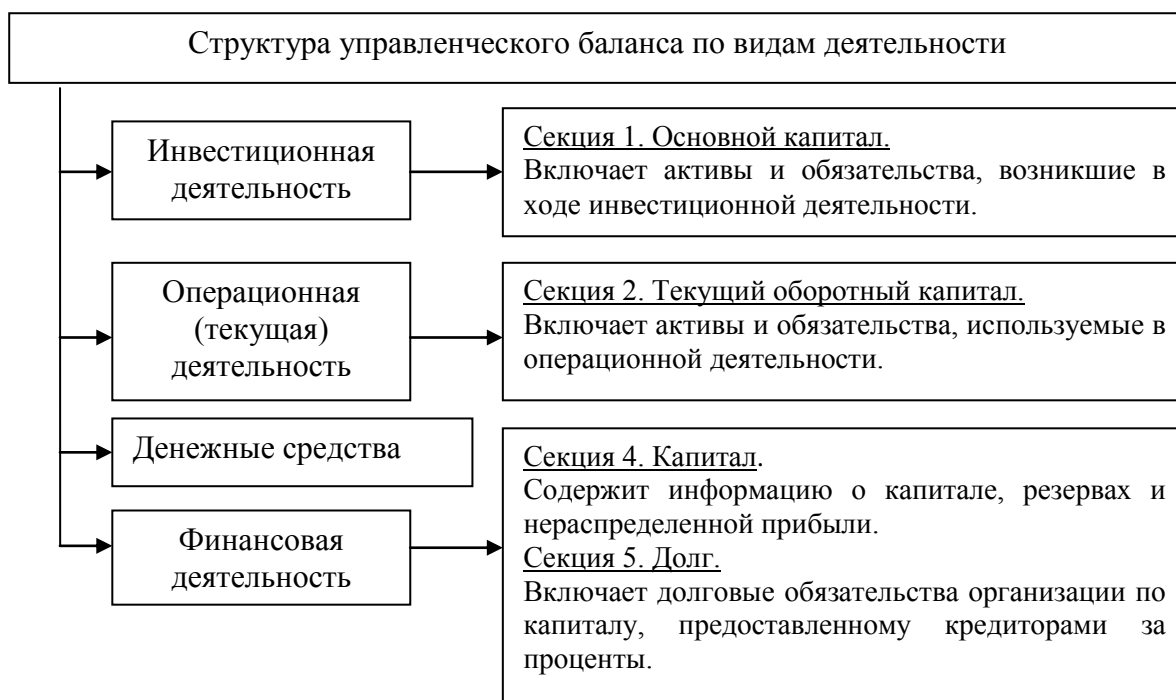 Структура управленческого баланса по видам деятельности
Инвестиционная
деятельность
Секция 1. Основной капитал.
Включает активы и обязательства, возникшие в
ходе инвестиционной деятельности.
Операционная
(текущая)
деятельность
Секция 2. Текущий оборотный капитал.
Включает активы и обязательства, используемые в
операционной деятельности.
Денежные средства
Финансовая
деятельность
Секция 4. Капитал.
Содержит информацию о капитале, резервах и
нераспределенной прибыли.
Секция 5. Долг.
Включает долговые обязательства организации по
капиталу, предоставленному кредиторами за
проценты.